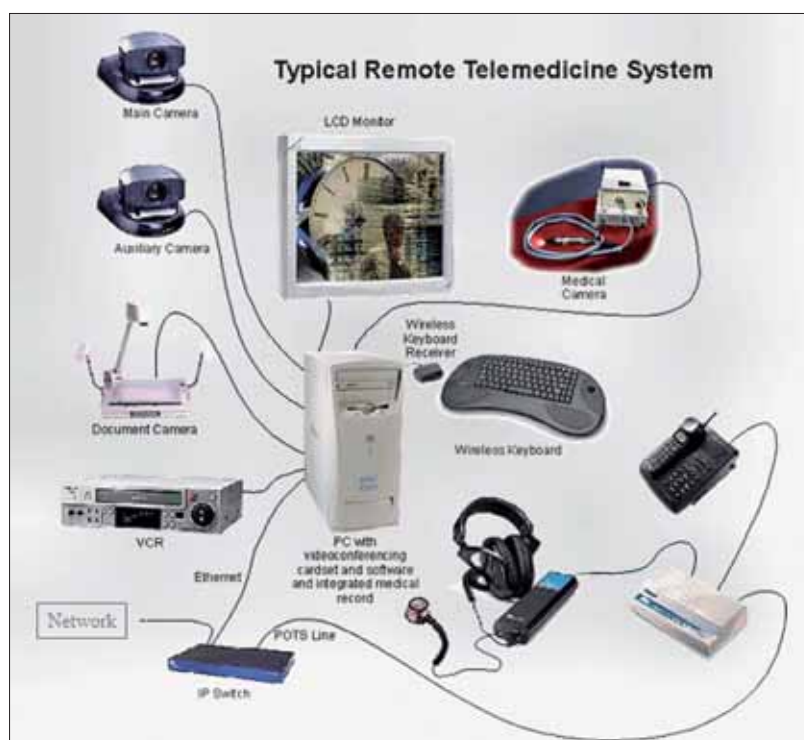 Typical Remote Telemedicine System
Main Camera
LCD Monitor
Auxiliary Camera
Medical
Camera
Wireless
Keyboard
Receiver
Document Camera
Wireless Keyboard
VCR
PC with
videoconferencing
cardset and software
and integrated medical
record
Ethernet
Network
POTS Line
IP Switch